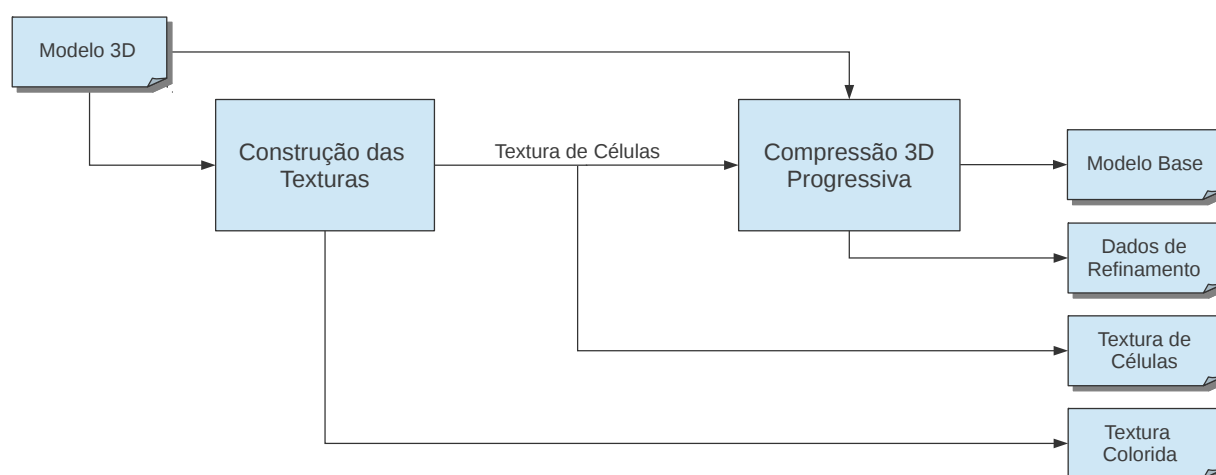 Modelo 3D
Construção das
Texturas
Textura de Células
Compressão 3D
Progressiva
Modelo Base
Dados de
Refinamento
Textura de
Células
Textura
Colorida